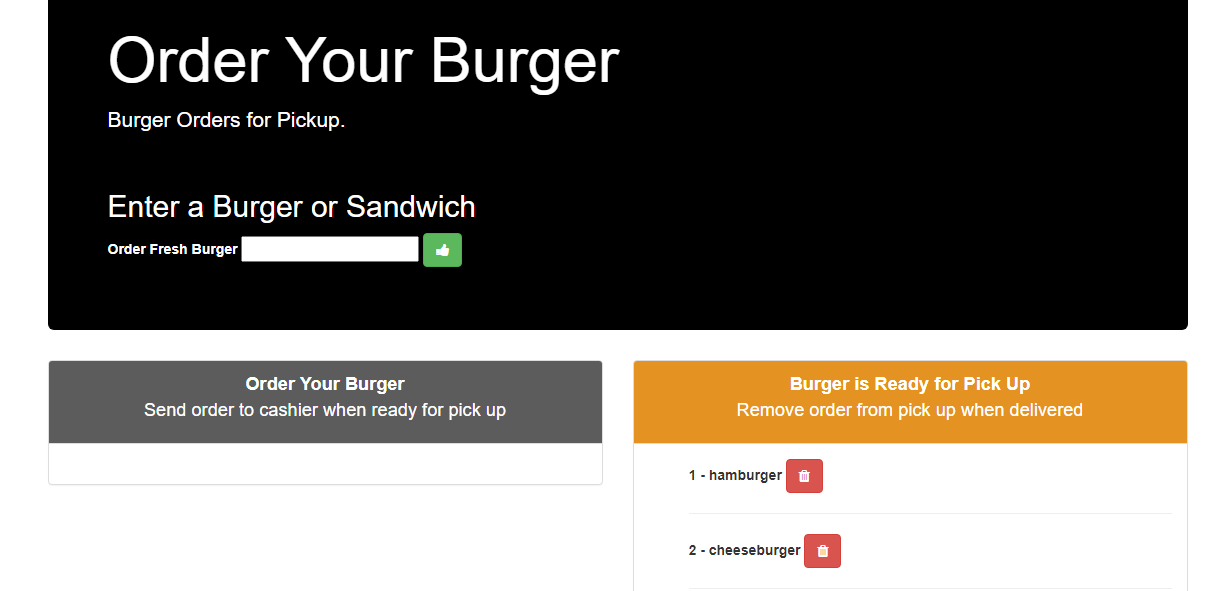 Order Your Burger
Burger Orders for Pickup.
Enter a Burger or Sandwich
Order Fresh Burger
Order Your Burger
Send order to cashier when ready for pick up
Burger is Ready for Pick Up
Remove order from pick up when delivered
1 - hamburger
2 - cheeseburger